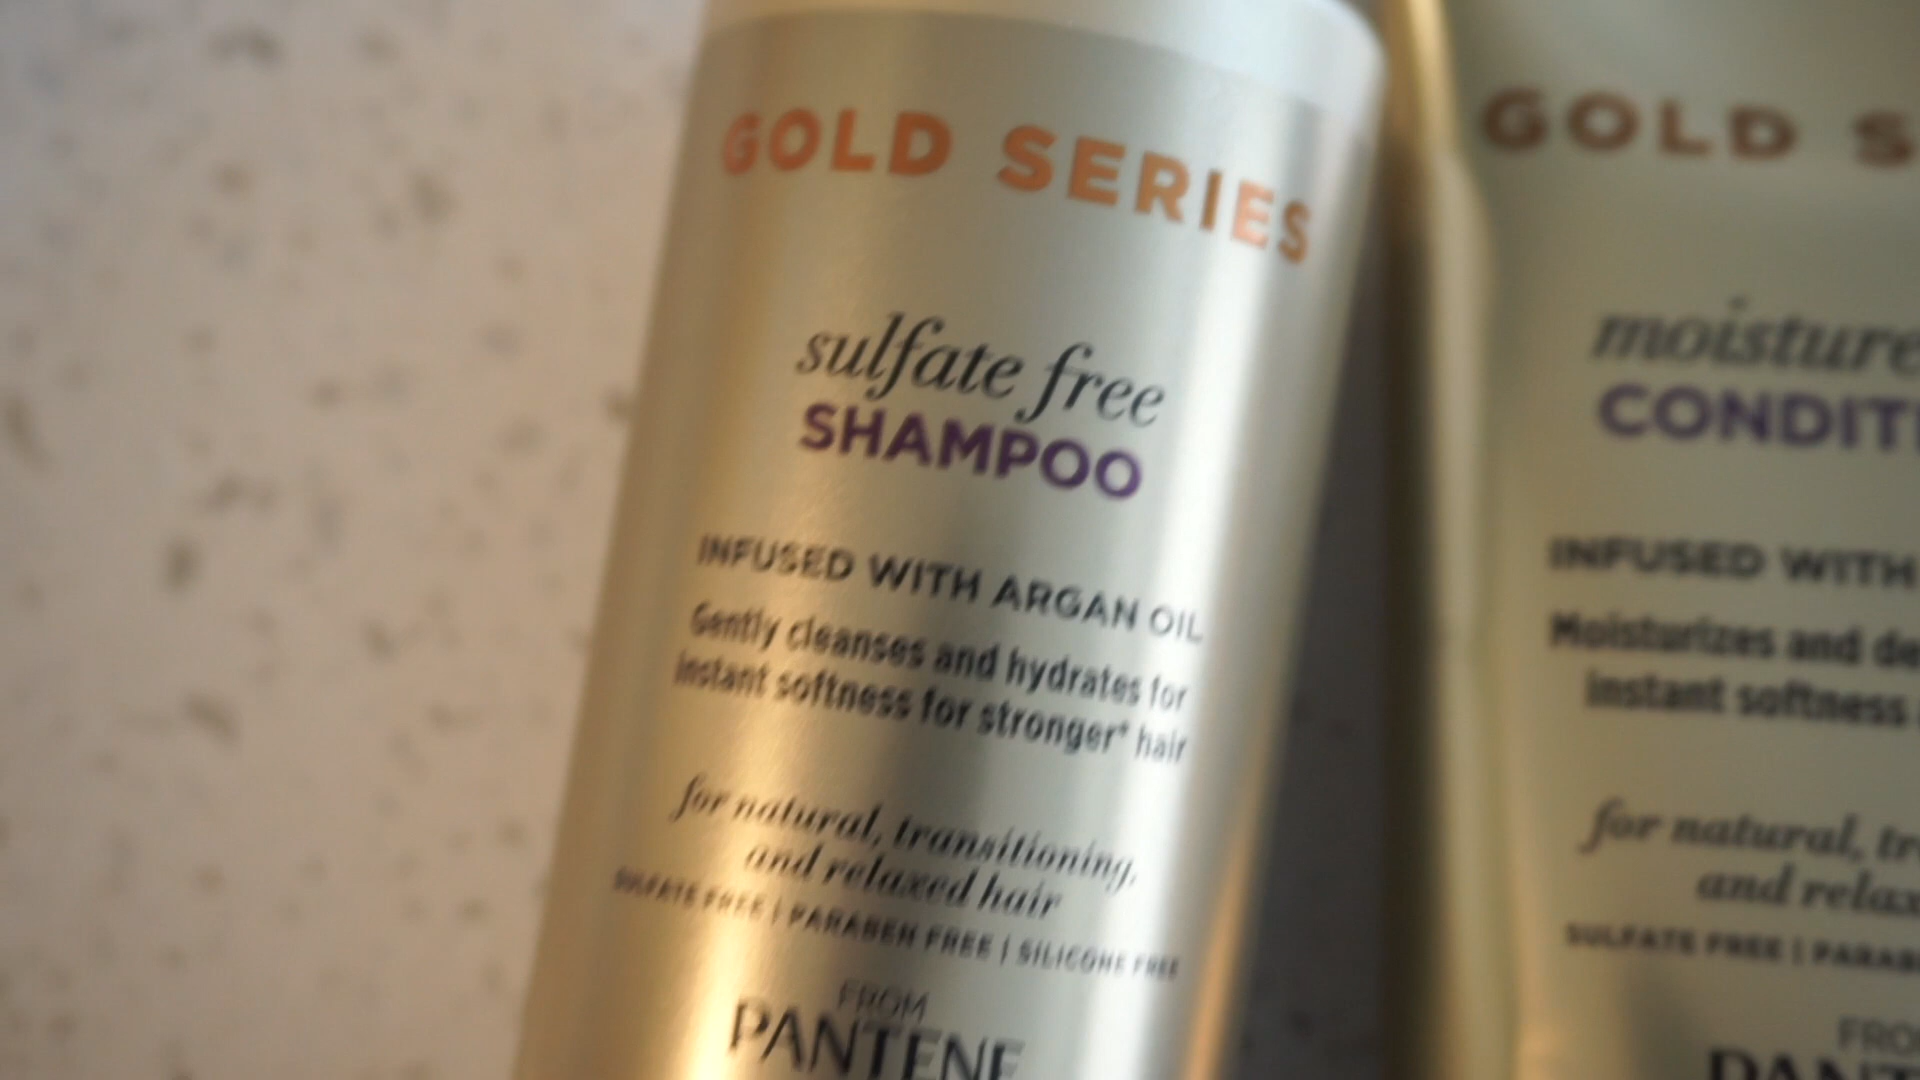 GOLD SERIES
sulfate free
SHAMPOO
INFUSED WITH ARGAN OIL
Gently cleanses and hydrates for
instant softness for stronger* hair
for natural, transitioning,
and relaxed hair
SULFATE FREE | PARABEN FREE | SILICONE FREE
FROM
PANTENE
GOLD S
moisture
CONDITI
INFUSED WITH
Moisturizes and de
instant softness
for natural, tr
and relax
SULFATE FREE | PARAB
FRO
PANT